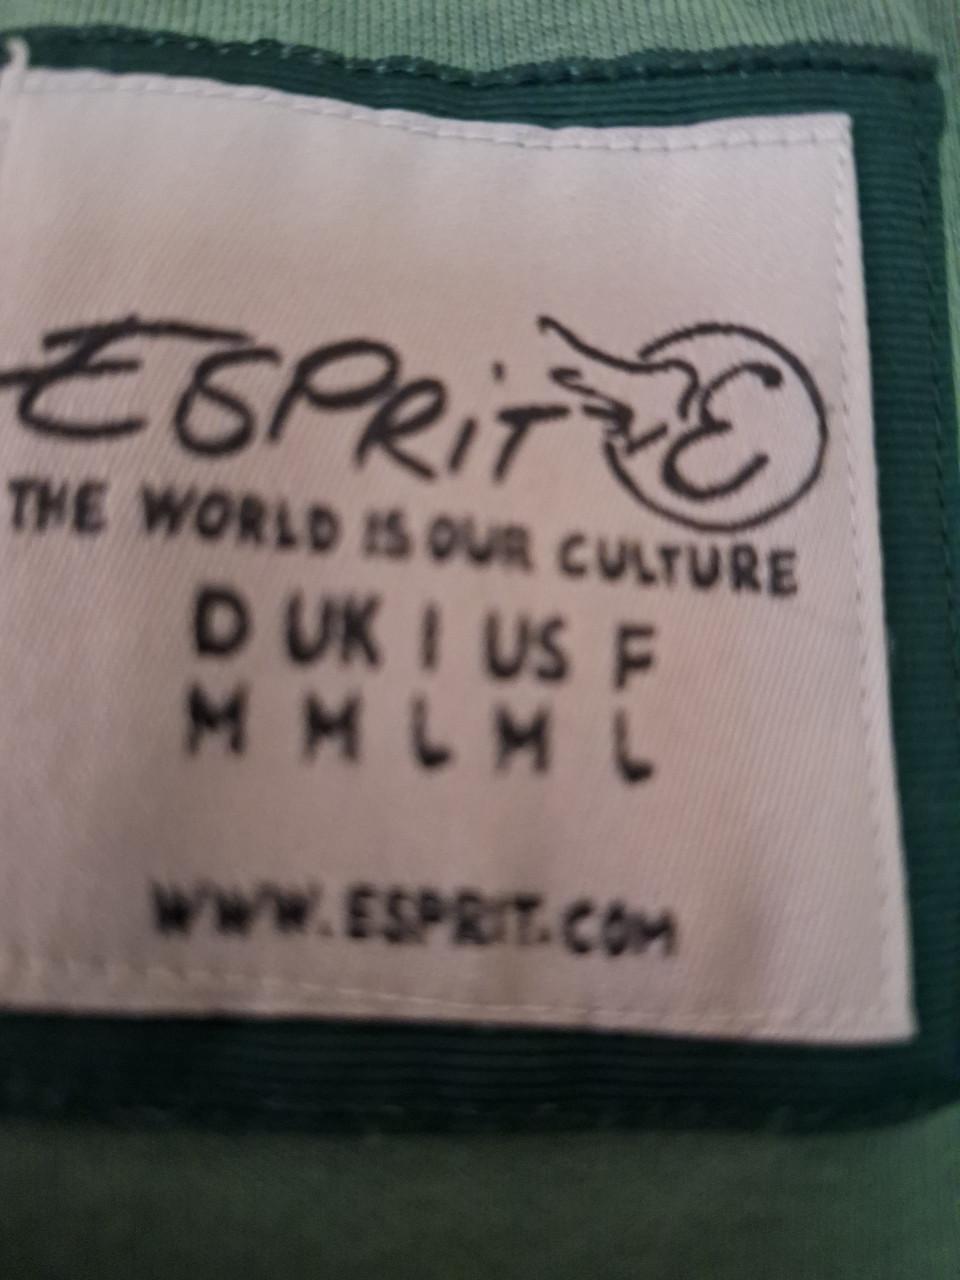 ESPRiT E
THE WORLD IS OUR CULTURE
D UK I US F
M M L M L
WWW.ESPRIT.COM